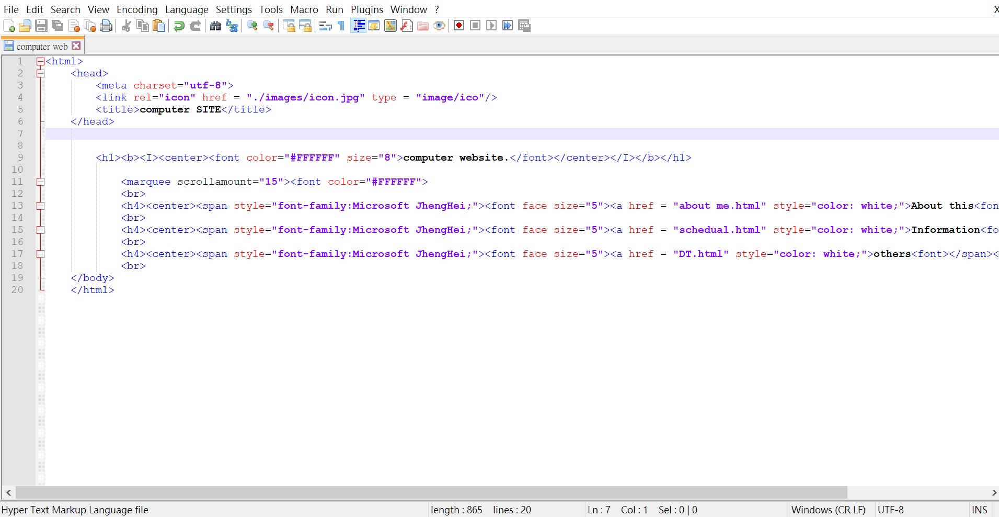 File Edit Search View Encoding Language Settings Tools Macro Run Plugins Window ? X
computer web
1 <html>
2 <head>
3 <meta charset="utf-8">
4 <link rel="icon" href = "./images/icon.jpg" type = "image/ico"/>
5 <title>computer SITE</title>
6 </head>
7
8
9 <h1><b><I><center><font color="#FFFFFF" size="8">computer website.</font></center></I></b></h1>
10
11 <marquee scrollamount="15"><font color="#FFFFFF">
12 <br>
13 <h4><center><span style="font-family:Microsoft JhengHei;"><font face size="5"><a href = "about me.html" style="color: white;">About this<fon
14 <br>
15 <h4><center><span style="font-family:Microsoft JhengHei;"><font face size="5"><a href = "schedual.html" style="color: white;">Information<fo
16 <br>
17 <h4><center><span style="font-family:Microsoft JhengHei;"><font face size="5"><a href = "DT.html" style="color: white;">others<font></span><
18 <br>
19 </body>
20 </html>
Hyper Text Markup Language file length : 865 lines : 20 Ln : 7 Col : 1 Sel : 0 | 0 Windows (CR LF) UTF-8 INS